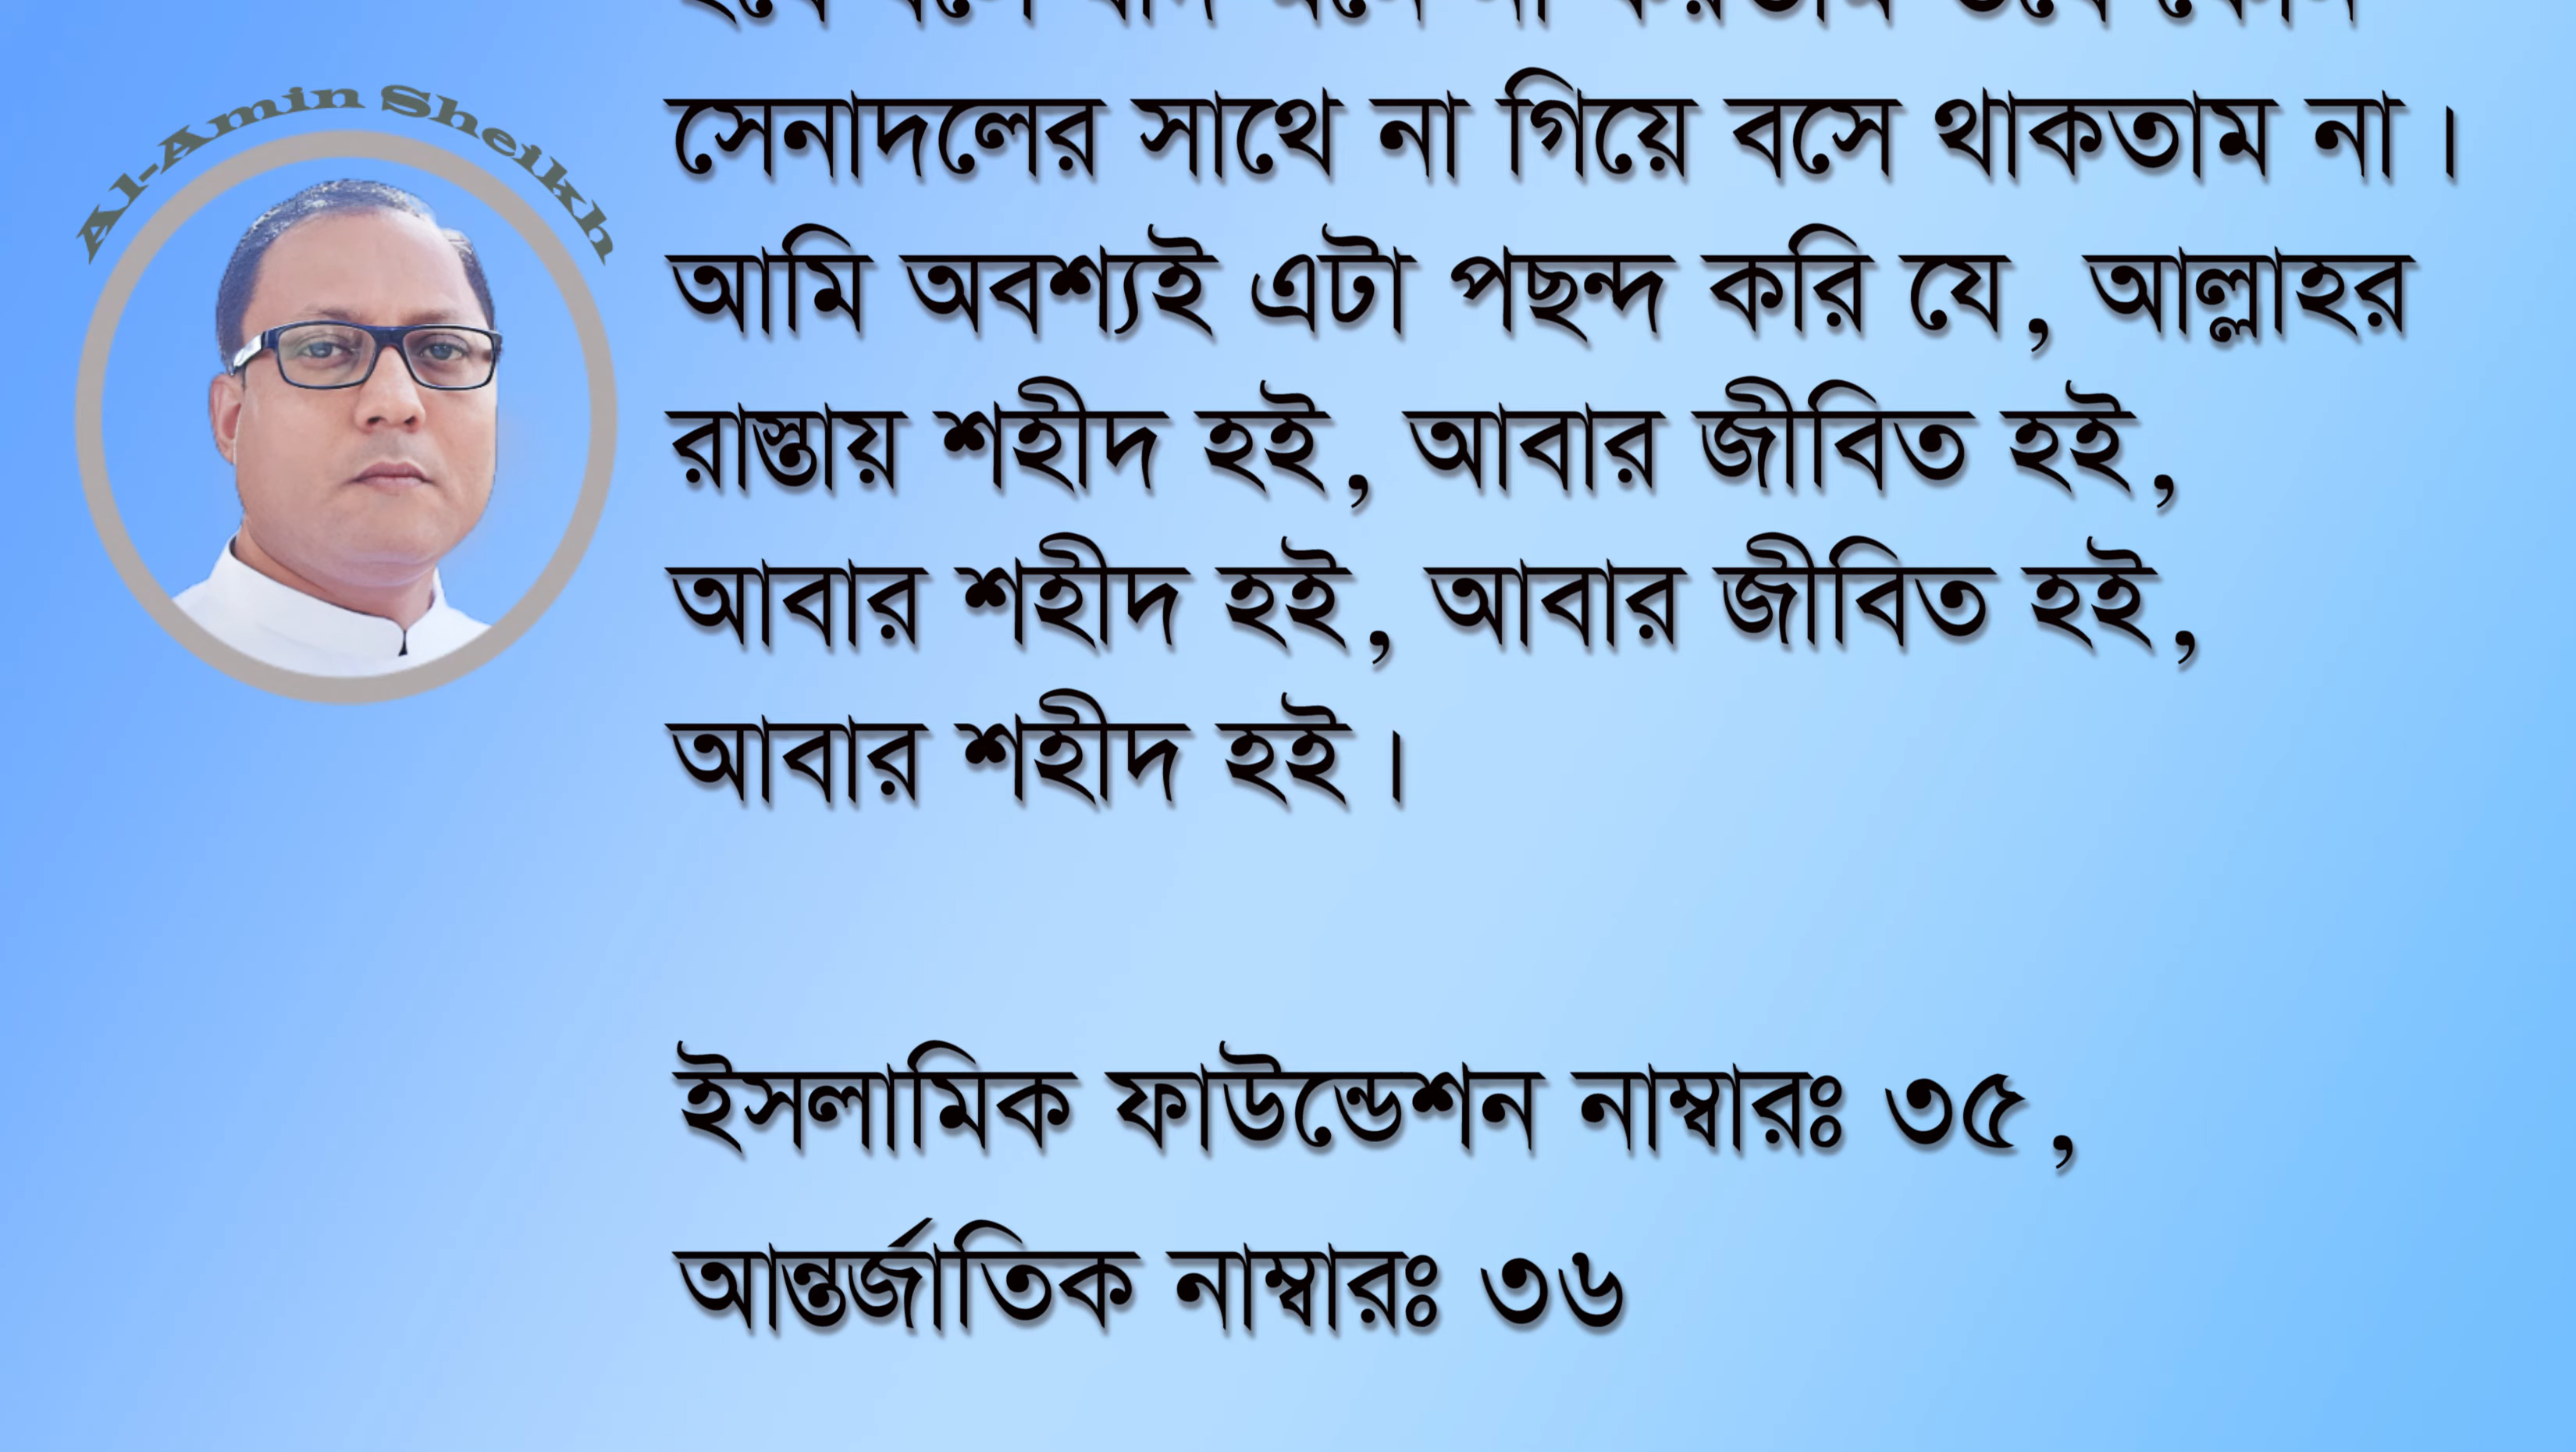 Al-Amin Sheikh
সেনাদলের সাথে না গিয়ে বসে থাকতাম না।
আমি অবশ্যই এটা পছন্দ করি যে, আল্লাহর
রাস্তায় শহীদ হই, আবার জীবিত হই,
আবার শহীদ হই, আবার জীবিত হই,
আবার শহীদ হই।
ইসলামিক ফাউন্ডেশন নাম্বারঃ ৩৫,
আন্তর্জাতিক নাম্বারঃ ৩৬